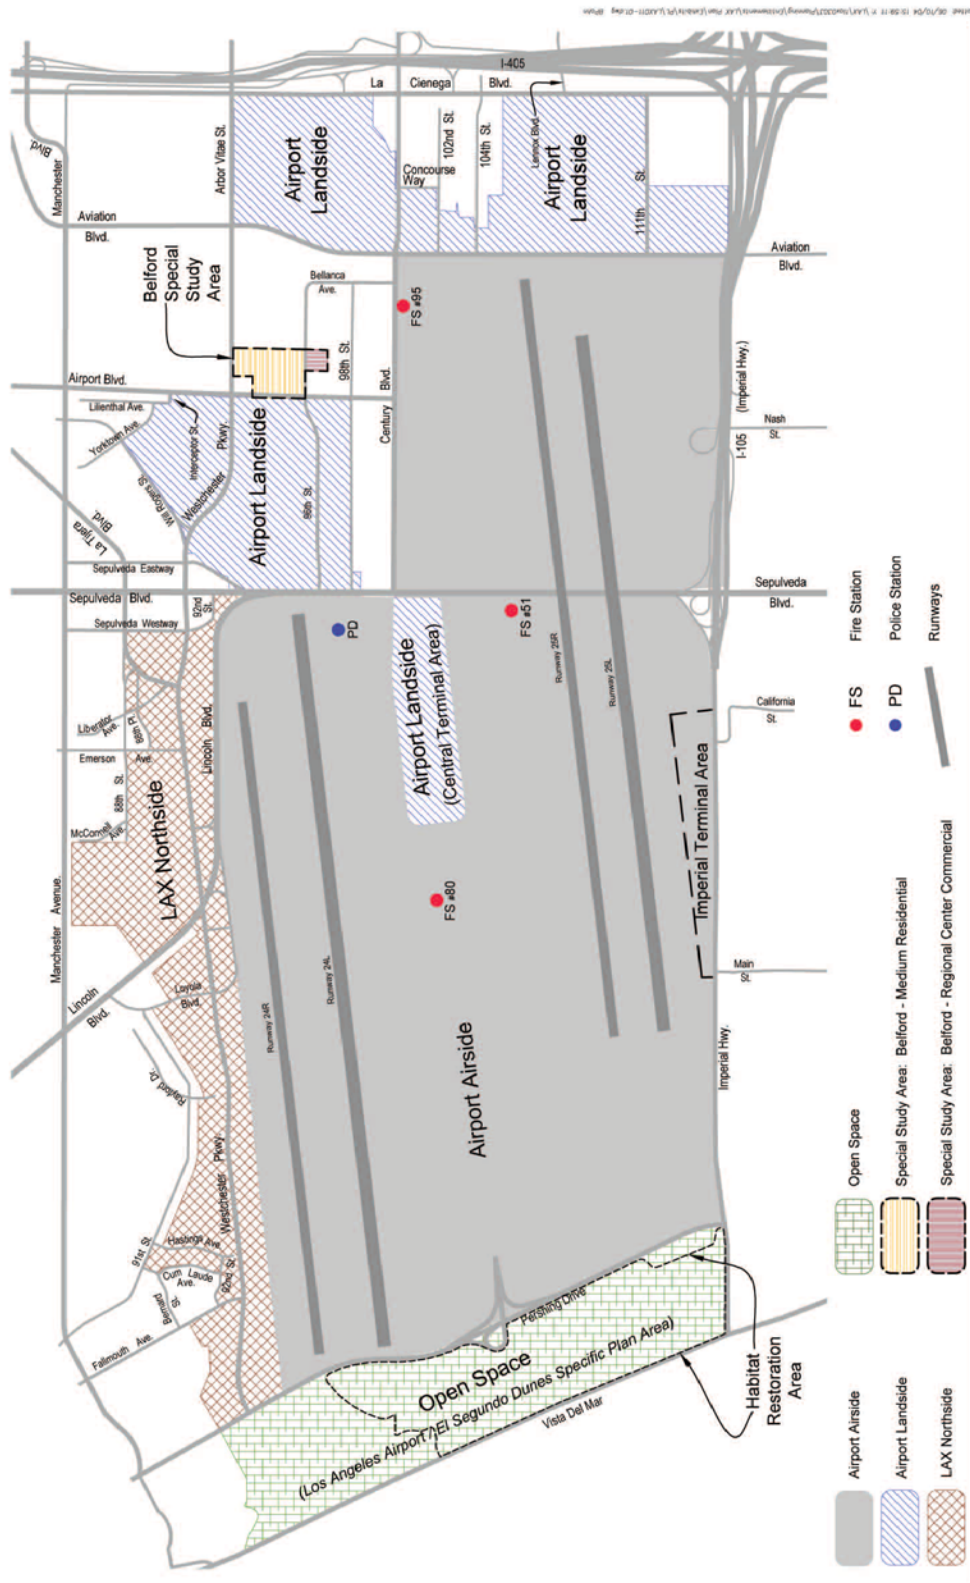 I-405
La Cienega Blvd.
Manchester
Blvd.
Arbor Vitae St.
Airport
Landside
Concourse
Way
102nd St.
104th St.
Lennox Blvd.
Airport
Landside
111th St.
Aviation
Blvd.
Aviation
Blvd.
Belford
Special
Study
Area
Bellanca
Ave.
98th St.
FS #95
Airport Blvd.
Century Blvd.
Lilienthal Ave.
Yorktown Ave.
Interceptor St.
Will Rogers St.
Westchester Pkwy.
Airport Landside
96th St.
La Tijera
Blvd.
Sepulveda Eastway
Sepulveda Blvd.
Sepulveda Westway
92nd
St.
I-105 (Imperial Hwy.)
Nash
St.
Sepulveda
Blvd.
PD
FS #51
Airport Landside
(Central Terminal Area)
Runway 25R
Runway 25L
Liberator
Ave.
88th Pl.
Emerson
Ave.
88th St.
McConnell
Ave.
Lincoln Blvd.
LAX Northside
Manchester Avenue.
California
St.
Imperial Terminal Area
FS #80
Main
St.
Lincoln
Blvd.
Loyola
Blvd.
Runway 24R
Runway 24L
Airport Airside
Imperial Hwy.
Rayford Dr.
Westchester Pkwy.
91st St.
Hastings Ave
Cum Laude
Ave.
Bernard
St.
92nd St.
Fallmouth Ave.
Pershing Drive
Open Space
(Los Angeles Airport / El Segundo Dunes Specific Plan Area)
Vista Del Mar
Habitat
Restoration
Area
Airport Airside
Airport Landside
LAX Northside
Open Space
Special Study Area: Belford - Medium Residential
Special Study Area: Belford - Regional Center Commercial
FS Fire Station
PD Police Station
Runways